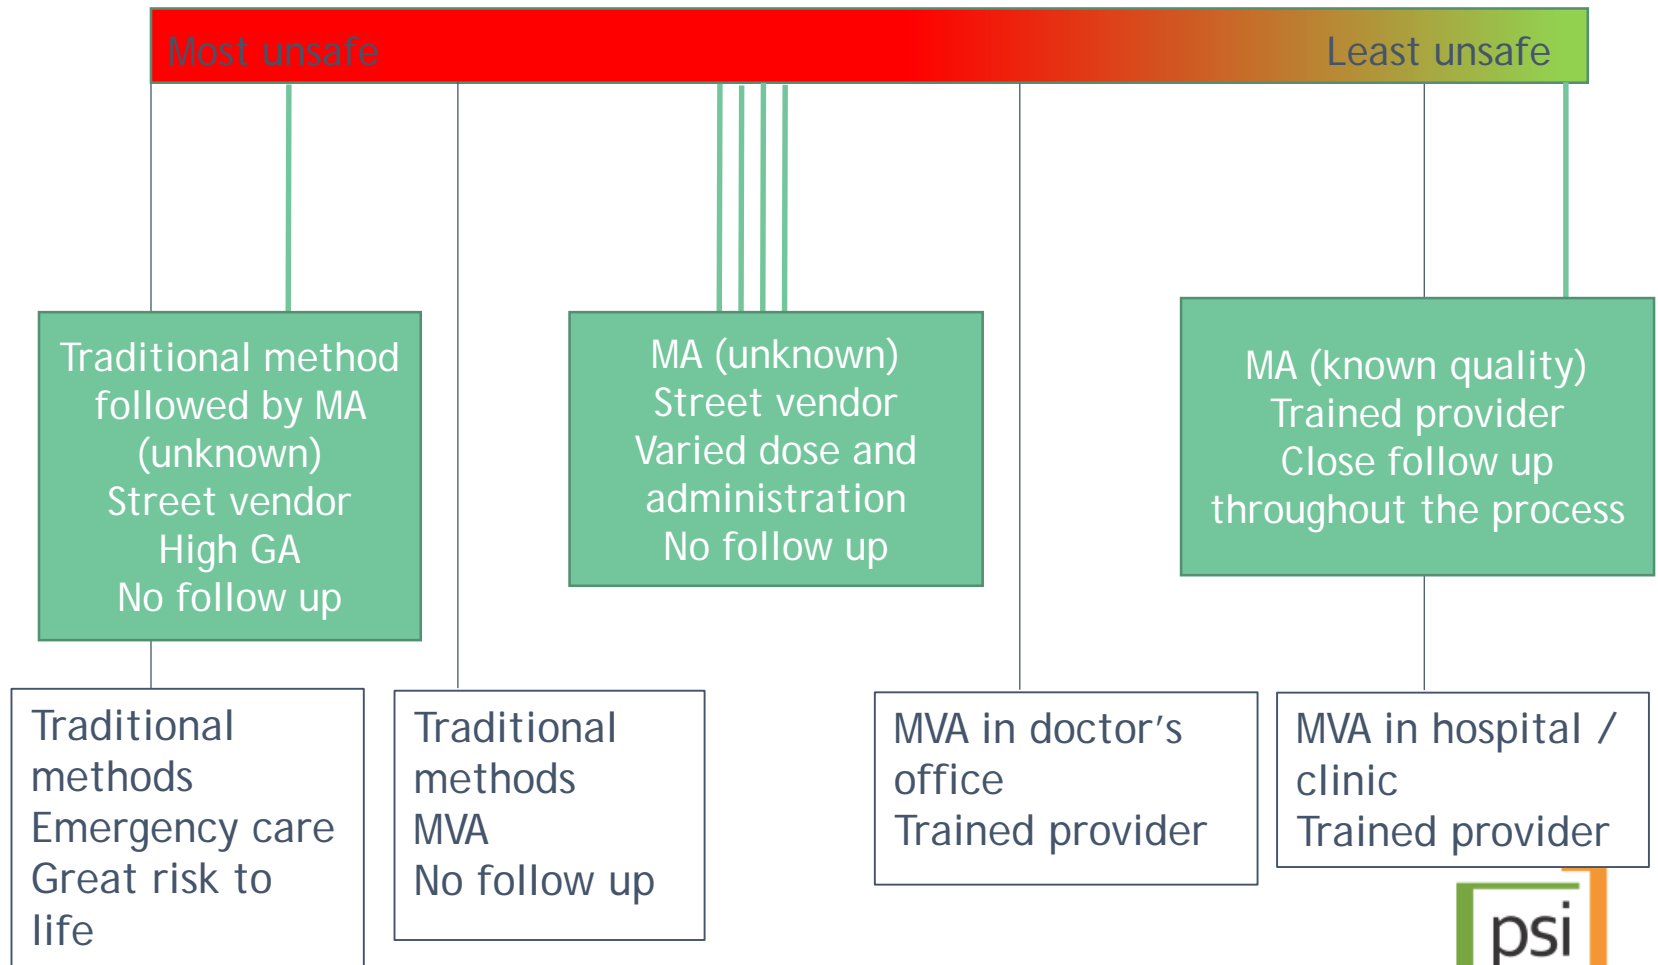 Most unsafe
Least unsafe
Traditional method
followed by MA
(unknown)
Street vendor
High GA
No follow up
MA (unknown)
Street vendor
Varied dose and
administration
No follow up
MA (known quality)
Trained provider
Close follow up
throughout the process
Traditional
methods
Emergency care
Great risk to
life
Traditional
methods
MVA
No follow up
MVA in doctor’s
office
Trained provider
MVA in hospital /
clinic
Trained provider
psi